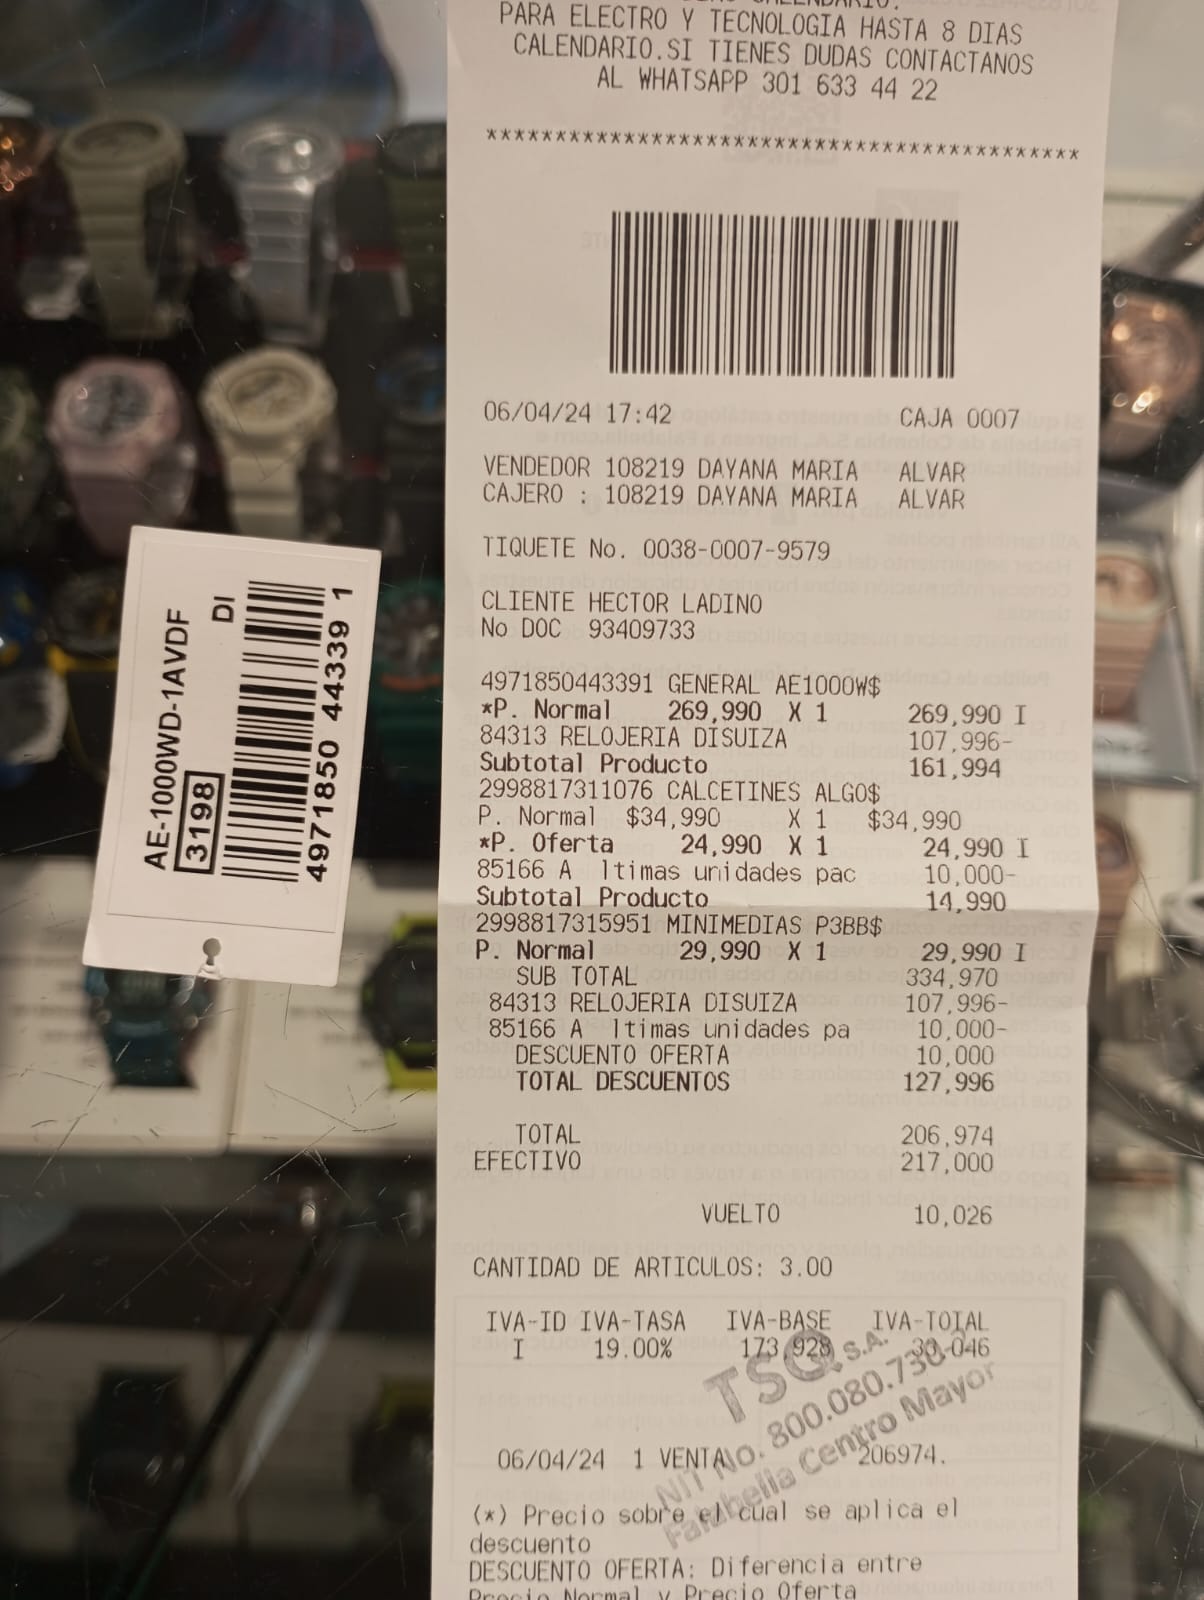 PARA ELECTRO Y TECNOLOGIA HASTA 8 DIAS
CALENDARIO.SI TIENES DUDAS CONTACTANOS
AL WHATSAPP 301 633 44 22
********************************************
06/04/24 17:42 CAJA 0007
VENDEDOR 108219 DAYANA MARIA ALVAR
CAJERO : 108219 DAYANA MARIA ALVAR
TIQUETE No. 0038-0007-9579
CLIENTE HECTOR LADINO
No DOC 93409733
4971850443391 GENERAL AE1000W$
*P. Normal 269,990 X 1 269,990 I
84313 RELOJERIA DISUIZA 107,996-
Subtotal Producto 161,994
2998817311076 CALCETINES ALGO$
P. Normal $34,990 X 1 $34,990
*P. Oferta 24,990 X 1 24,990 I
85166 A ltimas unidades pac 10,000-
Subtotal Producto 14,990
2998817315951 MINIMEDIAS P3BB$
P. Normal 29,990 X 1 29,990 I
SUB TOTAL 334,970
84313 RELOJERIA DISUIZA 107,996-
85166 A ltimas unidades pa 10,000-
DESCUENTO OFERTA 10,000
TOTAL DESCUENTOS 127,996
TOTAL 206,974
EFECTIVO 217,000
VUELTO 10,026
CANTIDAD DE ARTICULOS: 3.00
IVA-ID IVA-TASA IVA-BASE IVA-TOTAL
I 19.00% 173,928 33,046
TSQ S.A.
NIT No. 800.080.730-2
Falabella Centro Mayor
06/04/24 1 VENTA 206974.
(*) Precio sobre el cual se aplica el
descuento
DESCUENTO OFERTA: Diferencia entre
Precio Normal y Precio Oferta
AE-1000WD-1AVDF
3198 DI
4971850 44339 1